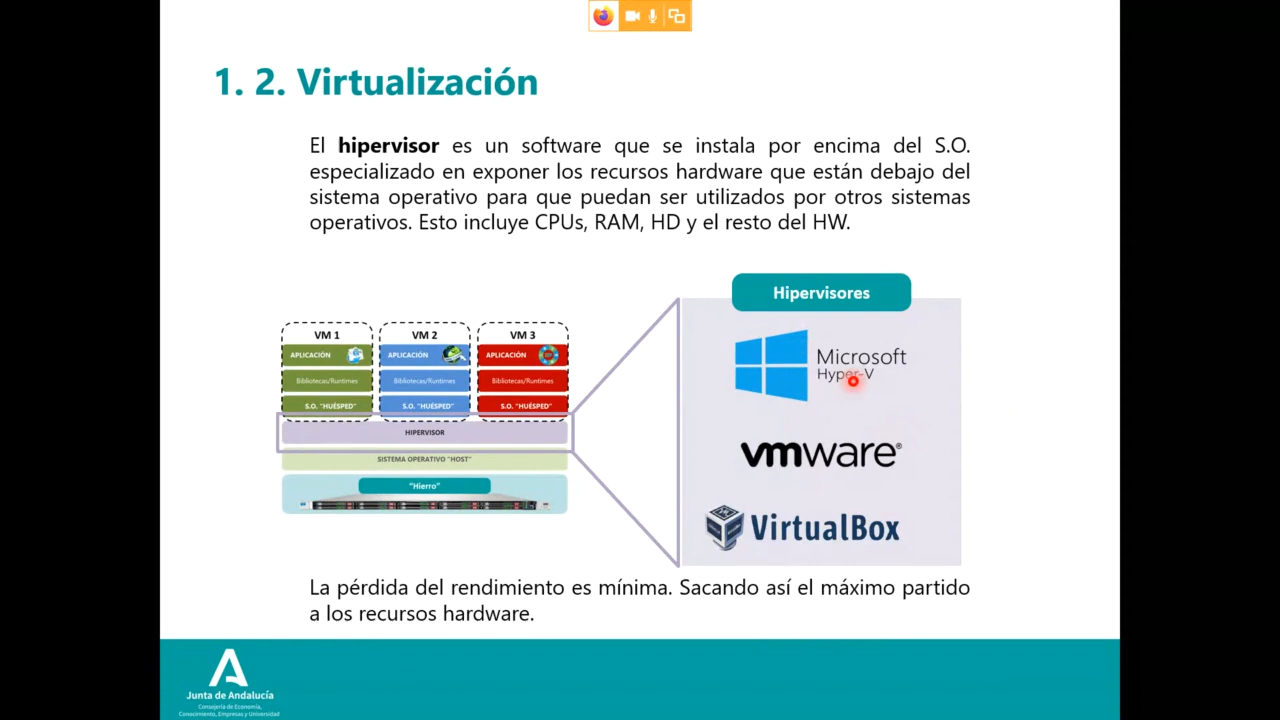 1. 2. Virtualización
El hipervisor es un software que se instala por encima del S.O.
especializado en exponer los recursos hardware que están debajo del
sistema operativo para que puedan ser utilizados por otros sistemas
operativos. Esto incluye CPUs, RAM, HD y el resto del HW.
VM 1
APLICACIÓN
Bibliotecas/Runtimes
S.O. "HUÉSPED"
VM 2
APLICACIÓN
Bibliotecas/Runtimes
S.O. "HUÉSPED"
VM 3
APLICACIÓN
Bibliotecas/Runtimes
S.O. "HUÉSPED"
HIPERVISOR
SISTEMA OPERATIVO "HOST"
"Hierro"
Hipervisores
Microsoft
Hyper-V
vmware®
VirtualBox
La pérdida del rendimiento es mínima. Sacando así el máximo partido
a los recursos hardware.
Junta de Andalucía
Consejería de Economía,
Conocimiento, Empresas y Universidad